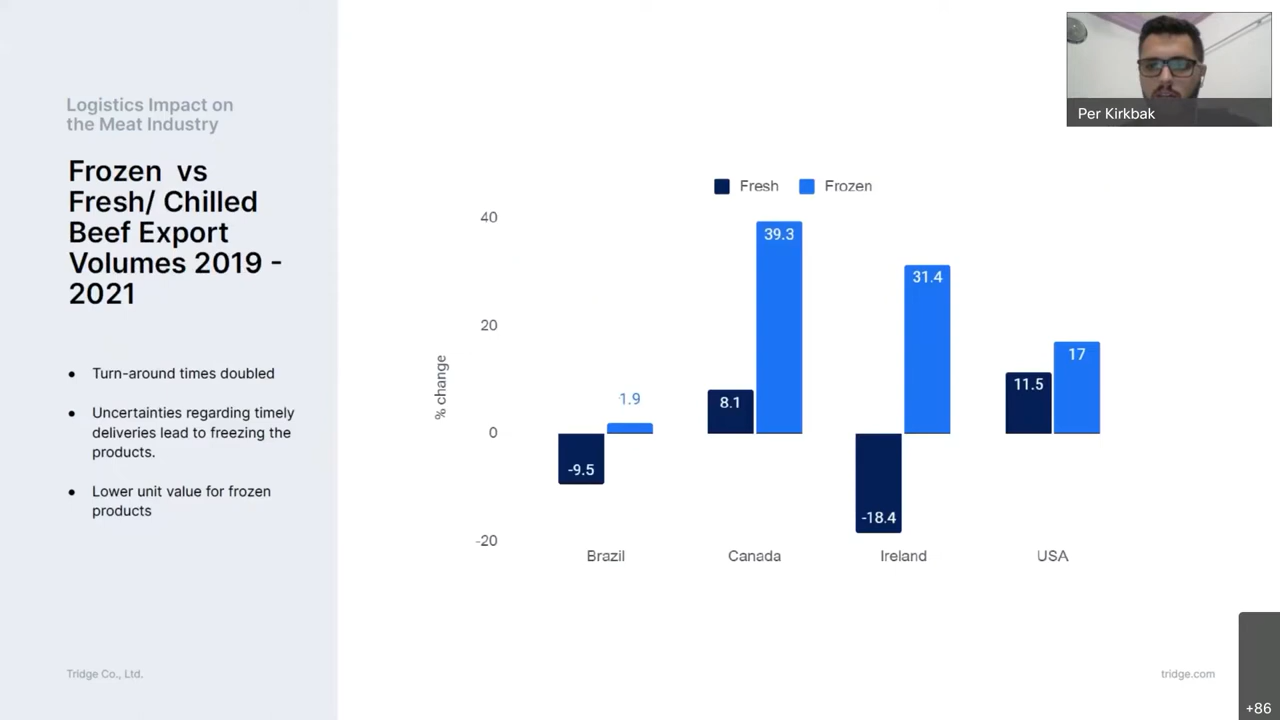 Logistics Impact on
the Meat Industry
Frozen vs
Fresh/ Chilled
Beef Export
Volumes 2019 -
2021
● Turn-around times doubled
● Uncertainties regarding timely
deliveries lead to freezing the
products.
● Lower unit value for frozen
products
Tridge Co., Ltd.
Per Kirkbak
Fresh Frozen
% change
40
20
0
-20
-9.5
1.9
8.1
39.3
-18.4
31.4
11.5
17
Brazil Canada Ireland USA
tridge.com
+86